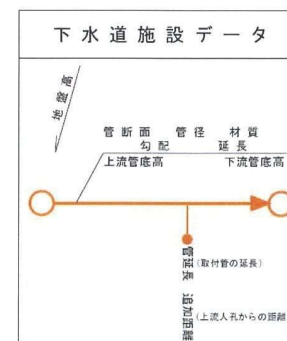 下水道施設データ
地盤高
管断面 管径 材質
勾配 延長
上流管底高 下流管底高
管延長 (取付管の延長)
追加距離 (上流人孔からの距離